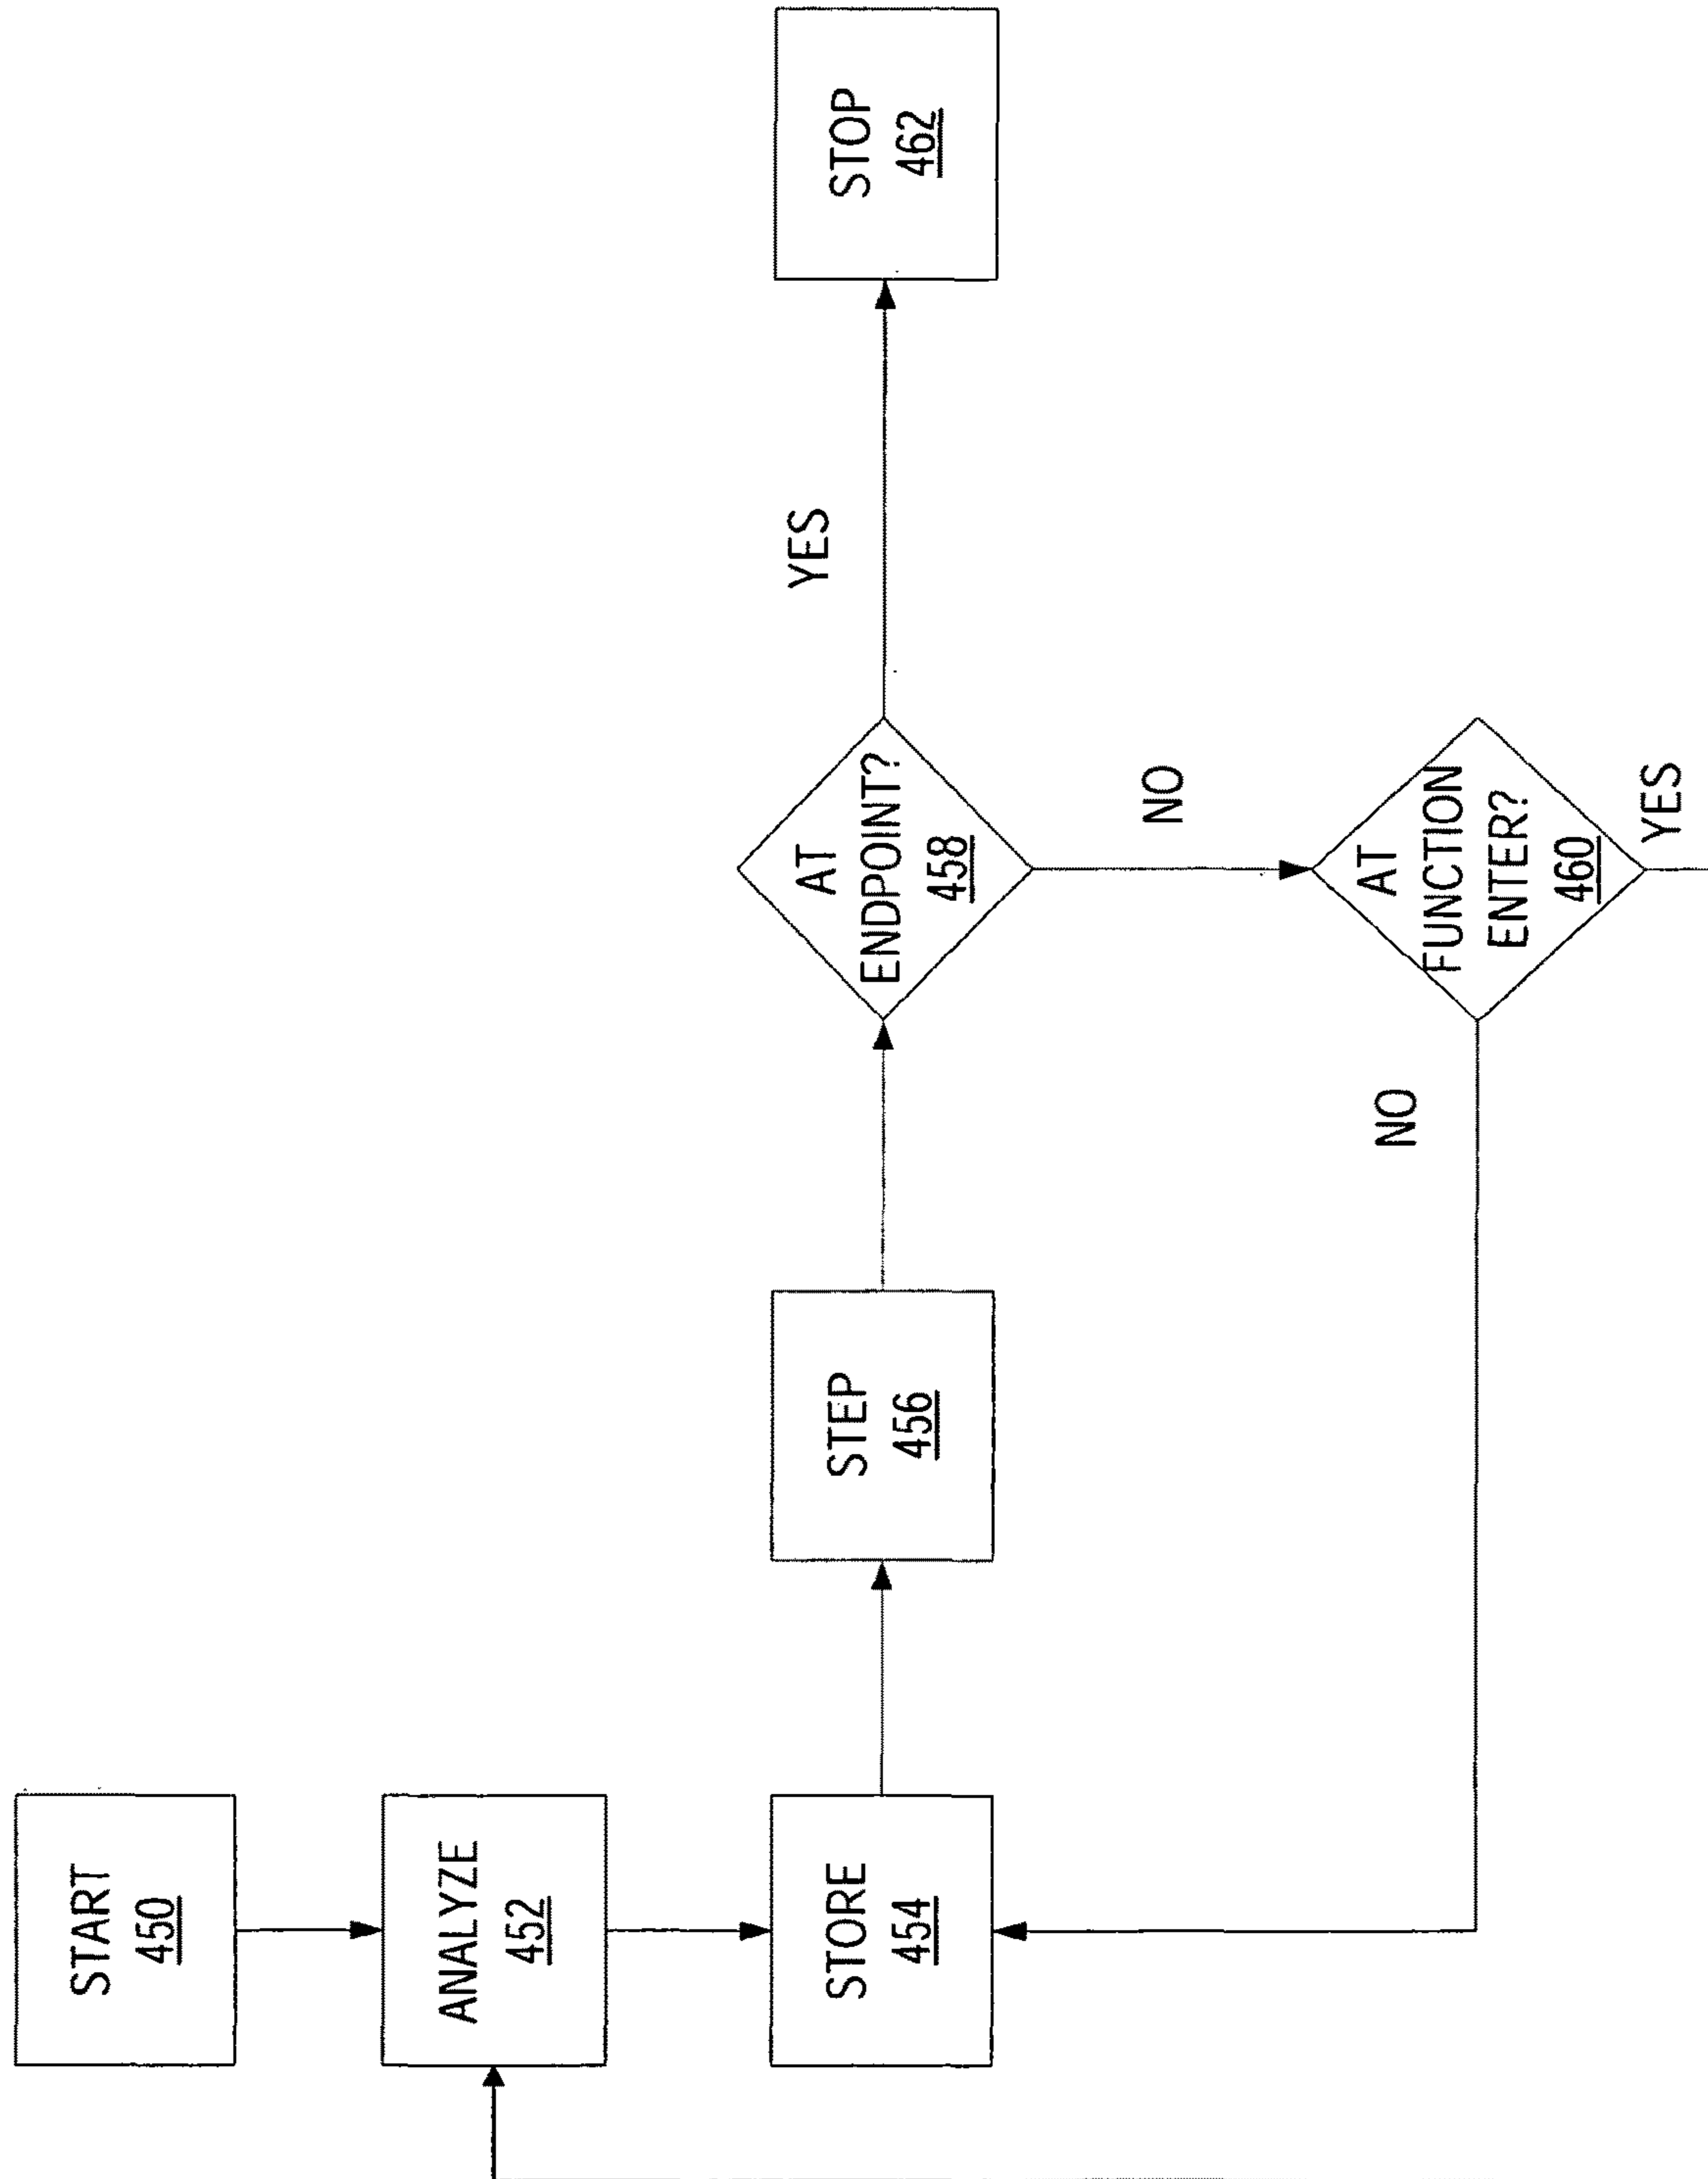 START
450
ANALYZE
452
STORE
454
STEP
456
AT
ENDPOINT?
458
YES
STOP
462
NO
AT
FUNCTION
ENTER?
460
NO
YES